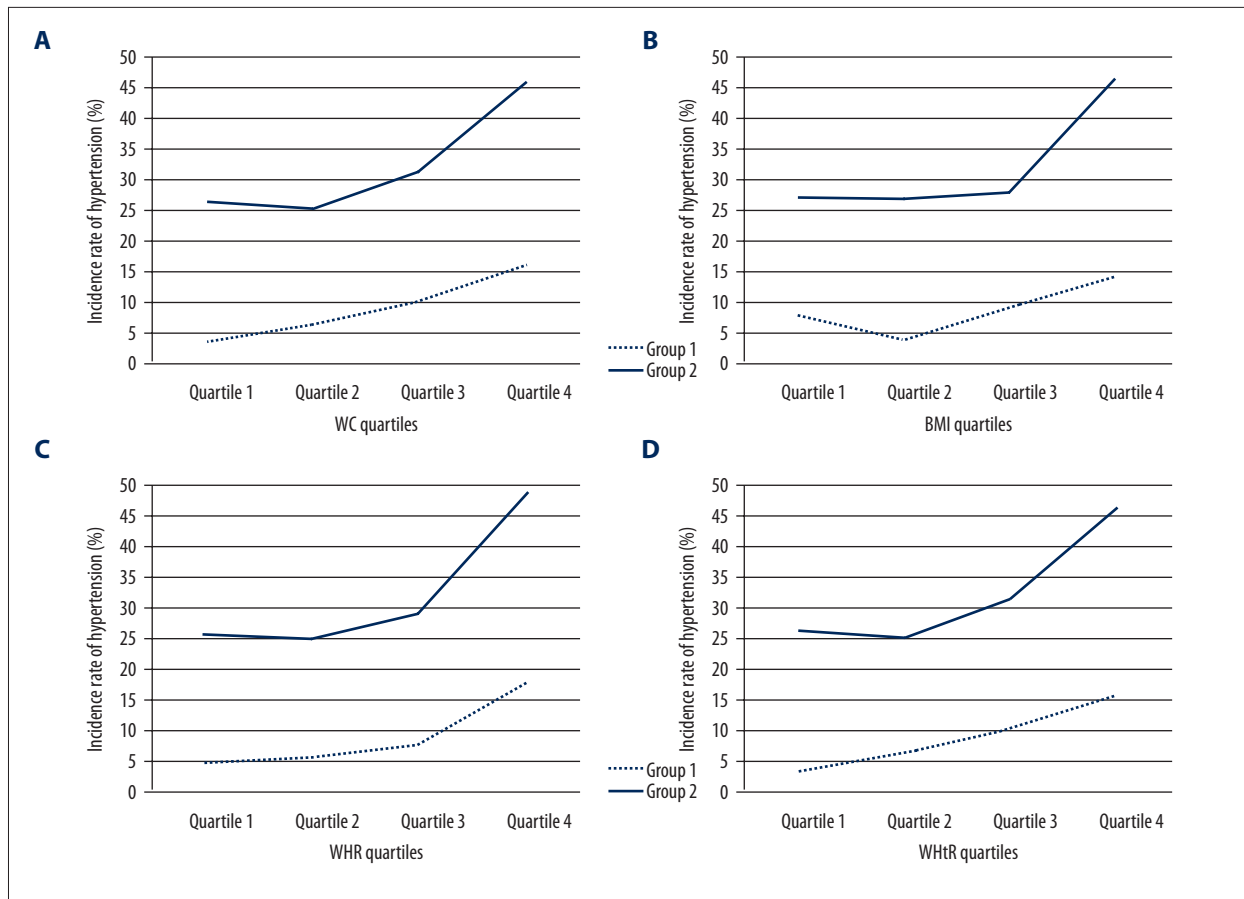 A
Incidence rate of hypertension (%)
50
45
40
35
30
25
20
15
10
5
0
Quartile 1 Quartile 2 Quartile 3 Quartile 4
WC quartiles
B
Incidence rate of hypertension (%)
50
45
40
35
30
25
20
15
10
5
0
Quartile 1 Quartile 2 Quartile 3 Quartile 4
BMI quartiles
Group 1
Group 2
C
Incidence rate of hypertension (%)
50
45
40
35
30
25
20
15
10
5
0
Quartile 1 Quartile 2 Quartile 3 Quartile 4
WHR quartiles
D
Incidence rate of hypertension (%)
50
45
40
35
30
25
20
15
10
5
0
Quartile 1 Quartile 2 Quartile 3 Quartile 4
WHtR quartiles
Group 1
Group 2